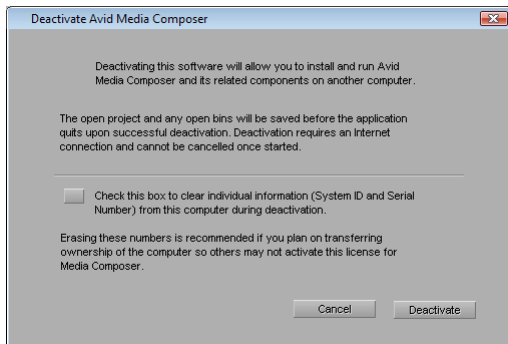 Deactivate Avid Media Composer
Deactivating this software will allow you to install and run Avid
Media Composer and its related components on another computer.
The open project and any open bins will be saved before the application
quits upon successful deactivation. Deactivation requires an Internet
connection and cannot be cancelled once started.
Check this box to clear individual information (System ID and Serial
Number) from this computer during deactivation.
Erasing these numbers is recommended if you plan on transferring
ownership of the computer so others may not activate this license for
Media Composer.
Cancel
Deactivate